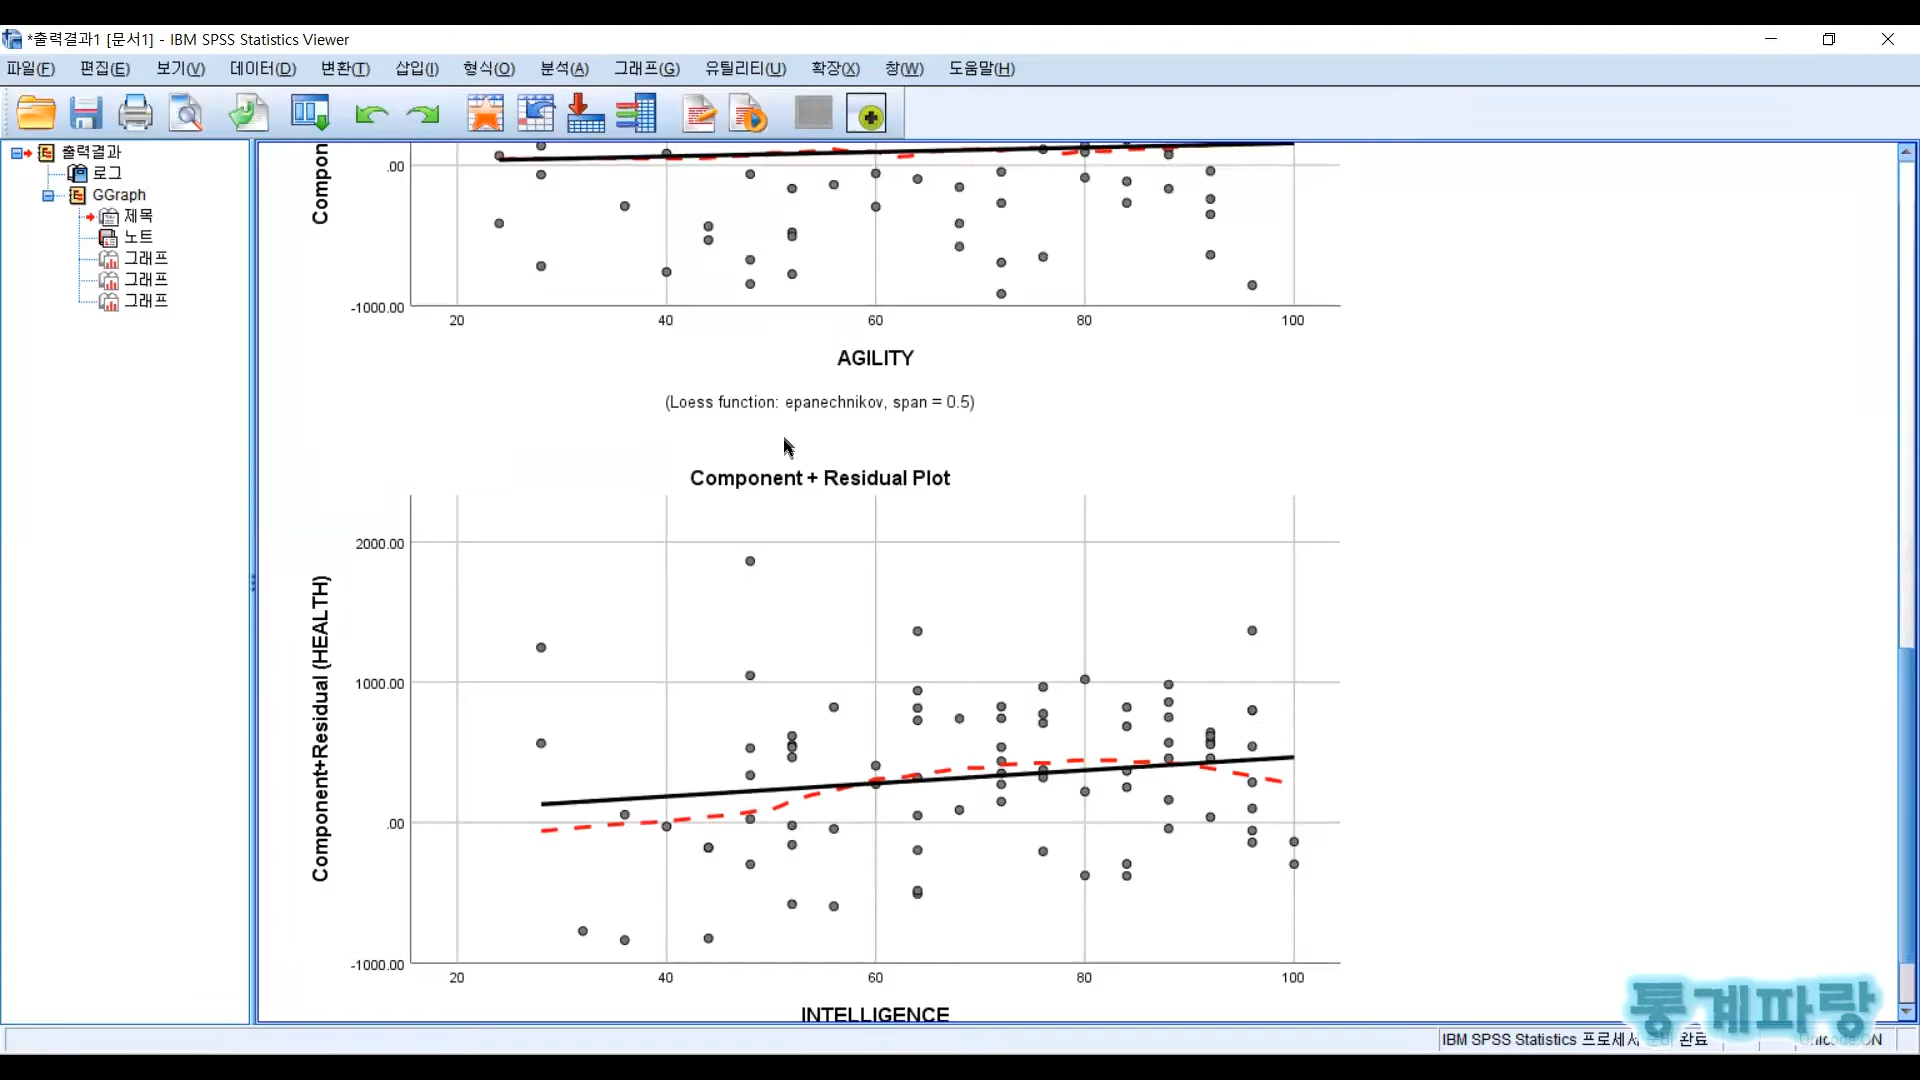 *출력결과1 [문서1] - IBM SPSS Statistics Viewer
파일(F) 편집(E) 보기(V) 데이터(D) 변환(T) 삽입(I) 형식(O) 분석(A) 그래프(G) 유틸리티(U) 확장(X) 창(W) 도움말(H)
출력결과
로그
GGraph
제목
노트
그래프
그래프
그래프
Compon
.00
-1000.00
20 40 60 80 100
AGILITY
(Loess function: epanechnikov, span = 0.5)
Component + Residual Plot
Component+Residual (HEALTH)
2000.00
1000.00
.00
-1000.00
20 40 60 80 100
INTELLIGENCE
통계파랑
IBM SPSS Statistics 프로세서 완료 Unicode:ON